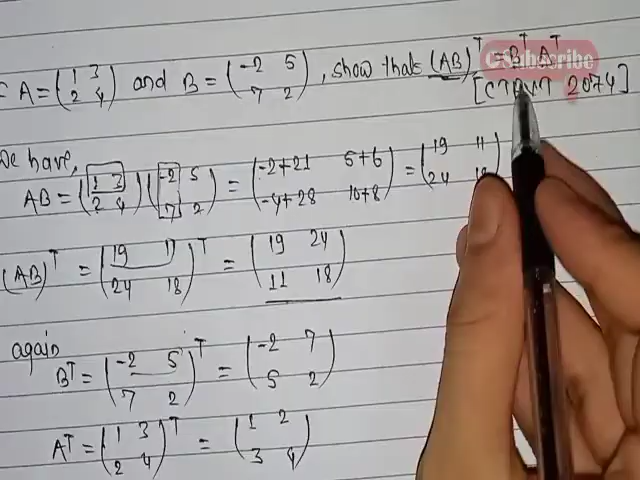 A = (1 3 2 4) and B = (-2 5 7 2), show that (AB)ᵀ = Bᵀ Aᵀ
Subscribe
2074]
We have,
AB = (1 3 2 4) (-2 5 7 2) = (-2+21 5+6 -4+28 10+8) = (19 11 24 18)
(AB)ᵀ = (19 11 24 18)ᵀ = (19 24 11 18)
again
Bᵀ = (-2 5 7 2)ᵀ = (-2 7 5 2)
Aᵀ = (1 3 2 4)ᵀ = (1 2 3 4)